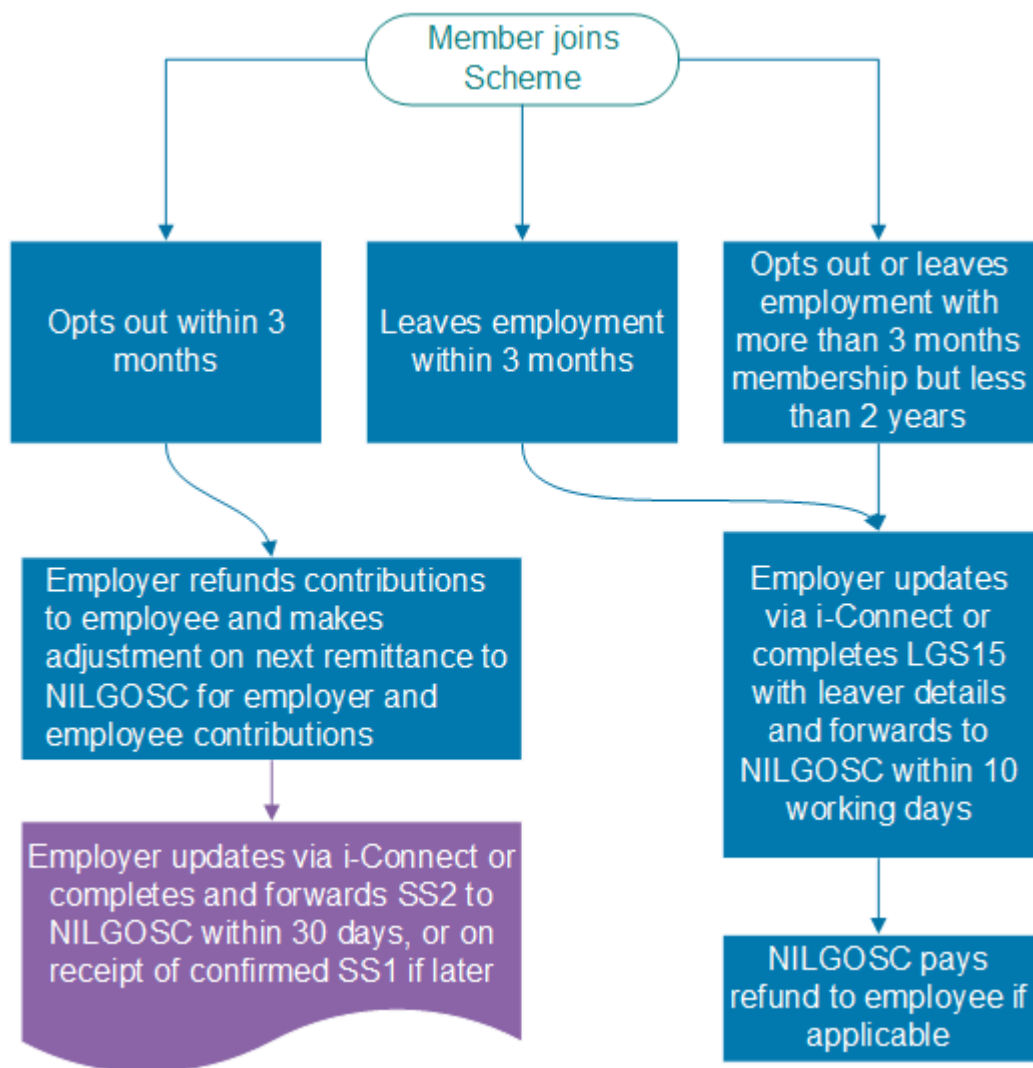 Member joins
Scheme
Opts out within 3
months
Leaves employment
within 3 months
Opts out or leaves
employment with
more than 3 months
membership but less
than 2 years
Employer refunds contributions
to employee and makes
adjustment on next remittance to
NILGOSC for employer and
employee contributions
Employer updates
via i-Connect or
completes LGS15
with leaver details
and forwards to
NILGOSC within 10
working days
Employer updates via i-Connect or
completes and forwards SS2 to
NILGOSC within 30 days, or on
receipt of confirmed SS1 if later
NILGOSC pays
refund to employee if
applicable